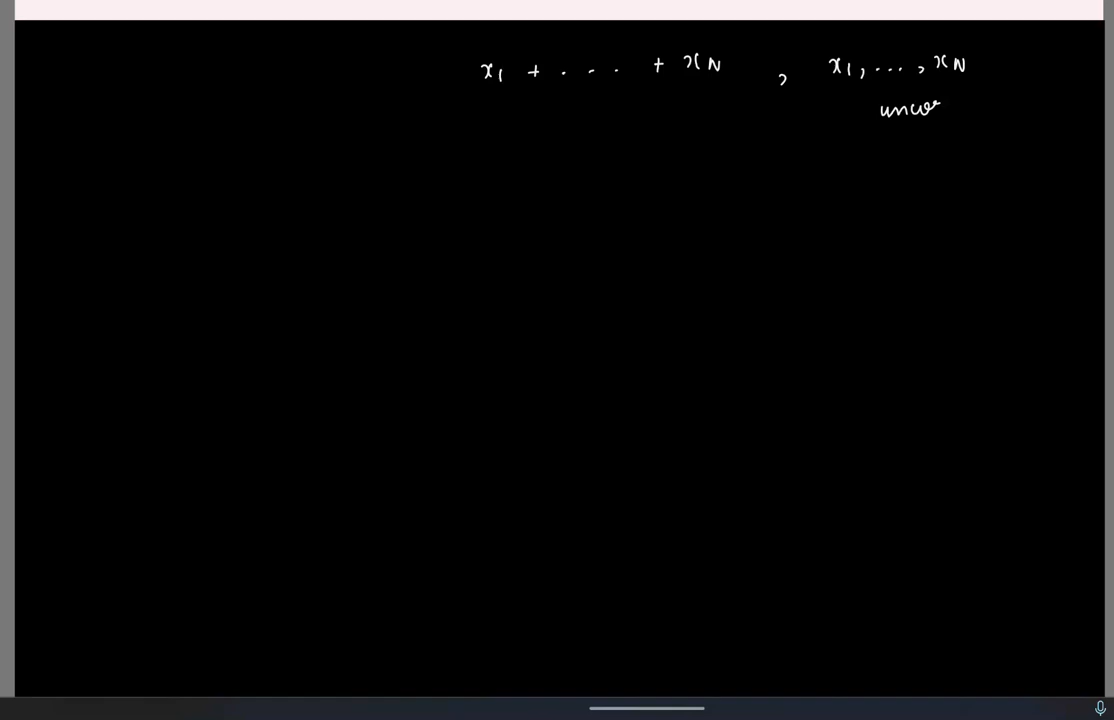 x1 + . . . + xN , x1, ... , xN
uncor